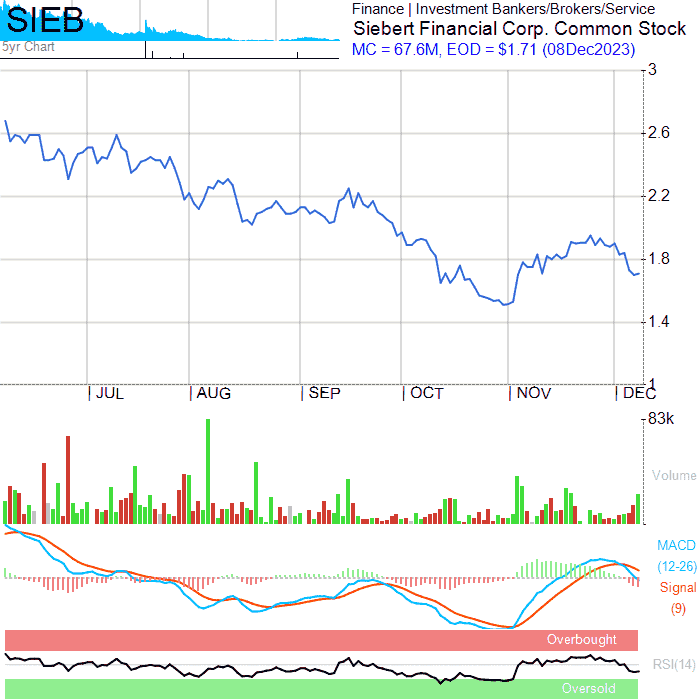 SIEB
5yr Chart
Finance | Investment Bankers/Brokers/Service
Siebert Financial Corp. Common Stock
MC = 67.6M, EOD = $1.71 (08Dec2023)
3
2.6
2.2
1.8
1.4
1
JUL AUG SEP OCT NOV DEC
83k
Volume
MACD
(12-26)
Signal
(9)
Overbought
RSI(14)
Oversold